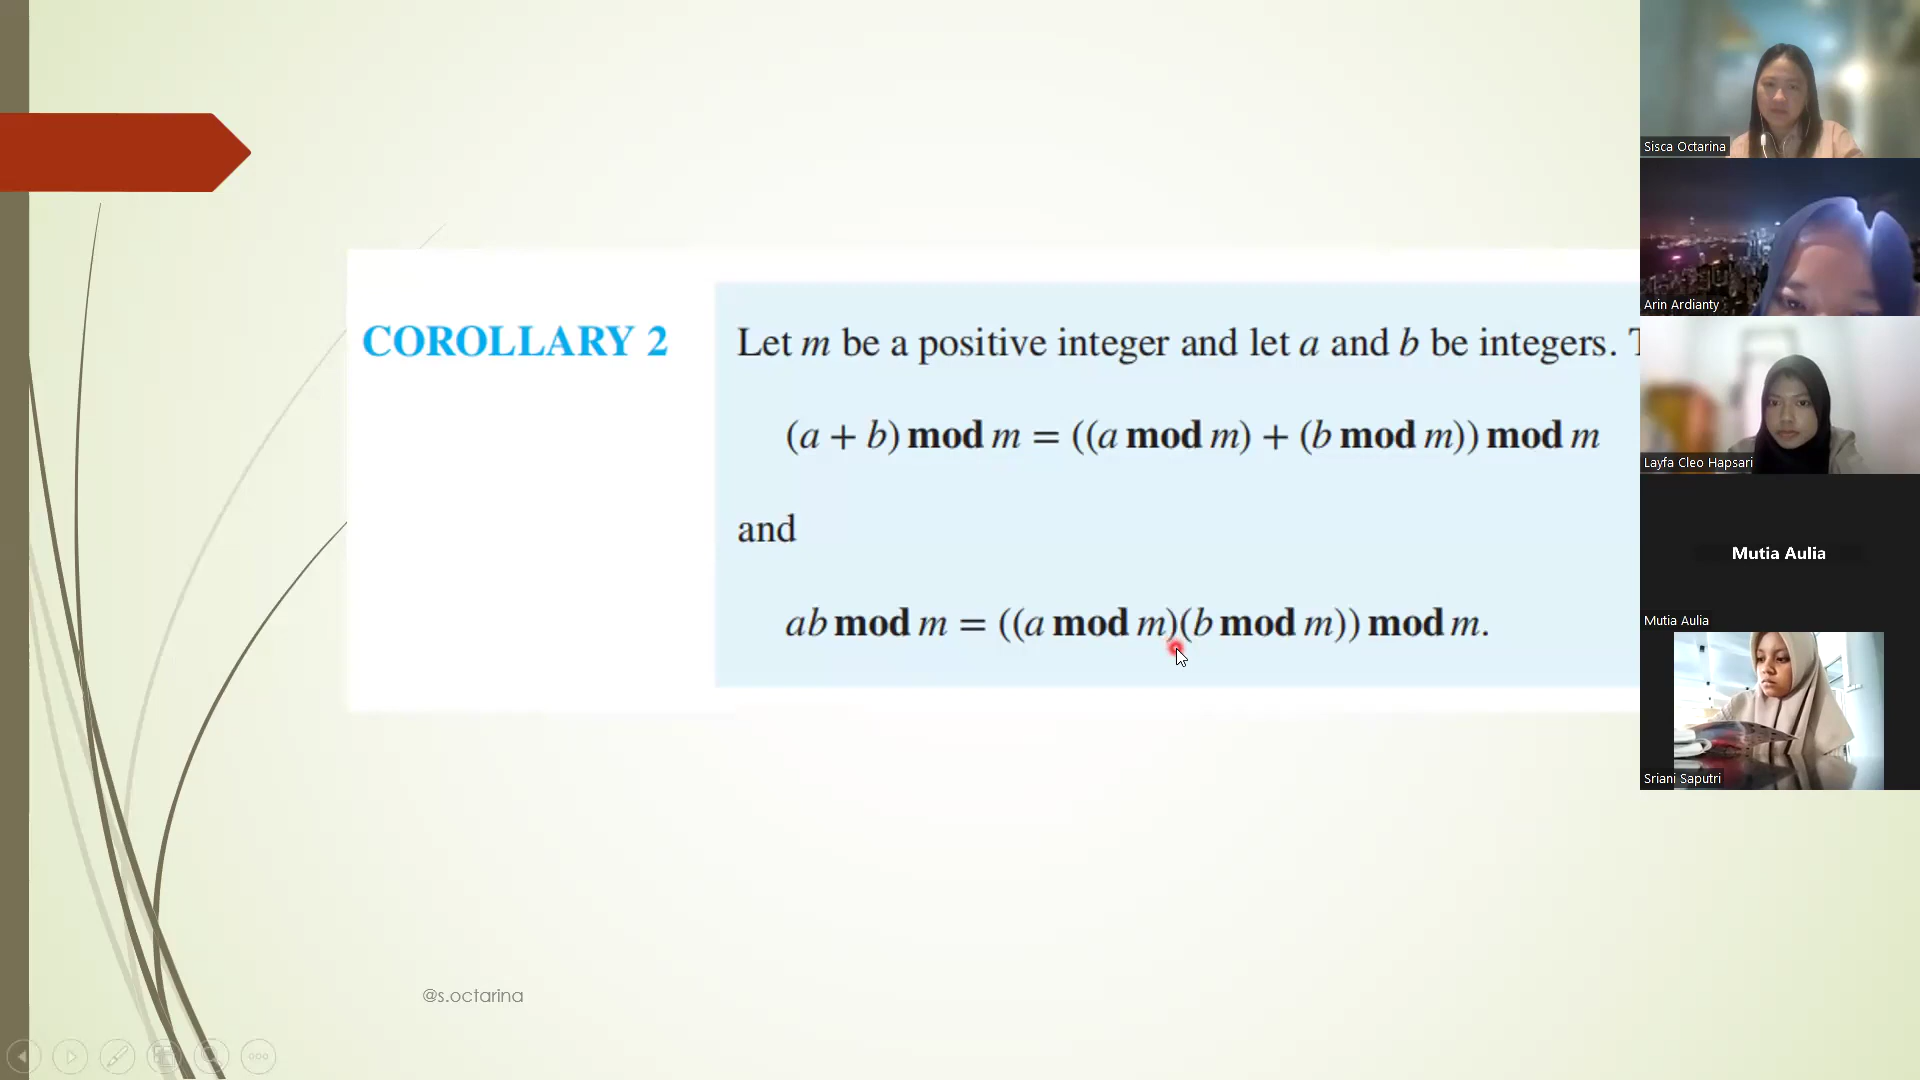 COROLLARY 2
Let m be a positive integer and let a and b be integers.
(a + b) mod m = ((a mod m) + (b mod m)) mod m
and
ab mod m = ((a mod m)(b mod m)) mod m.
@s.octarina
Sisca Octarina
Arin Ardianty
Layfa Cleo Hapsari
Mutia Aulia
Mutia Aulia
Sriani Saputri